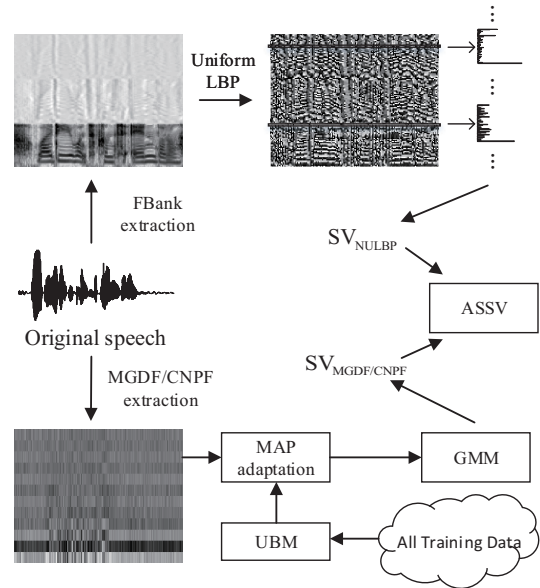 Uniform
LBP
FBank
extraction
SV_NULBP
ASSV
Original speech
SV_MGDF/CNPF
MGDF/CNPF
extraction
MAP
adaptation
GMM
UBM
All Training Data